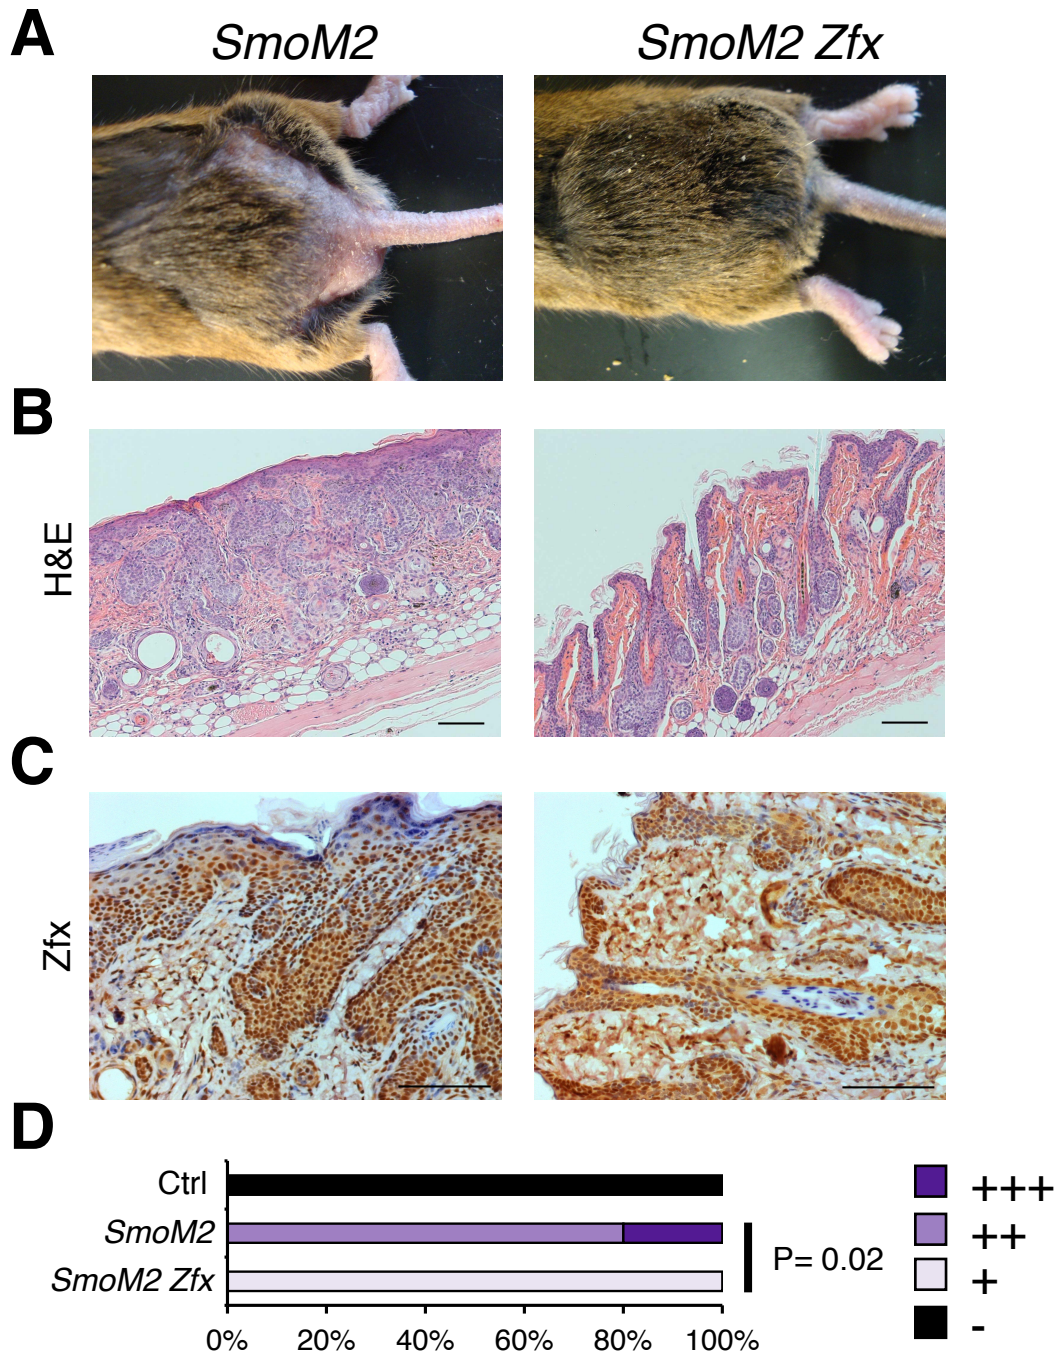 A
SmoM2
SmoM2 Zfx
B
H&E
C
Zfx
D
Ctrl
SmoM2
SmoM2 Zfx
P= 0.02
0% 20% 40% 60% 80% 100%
+++
++
+
-